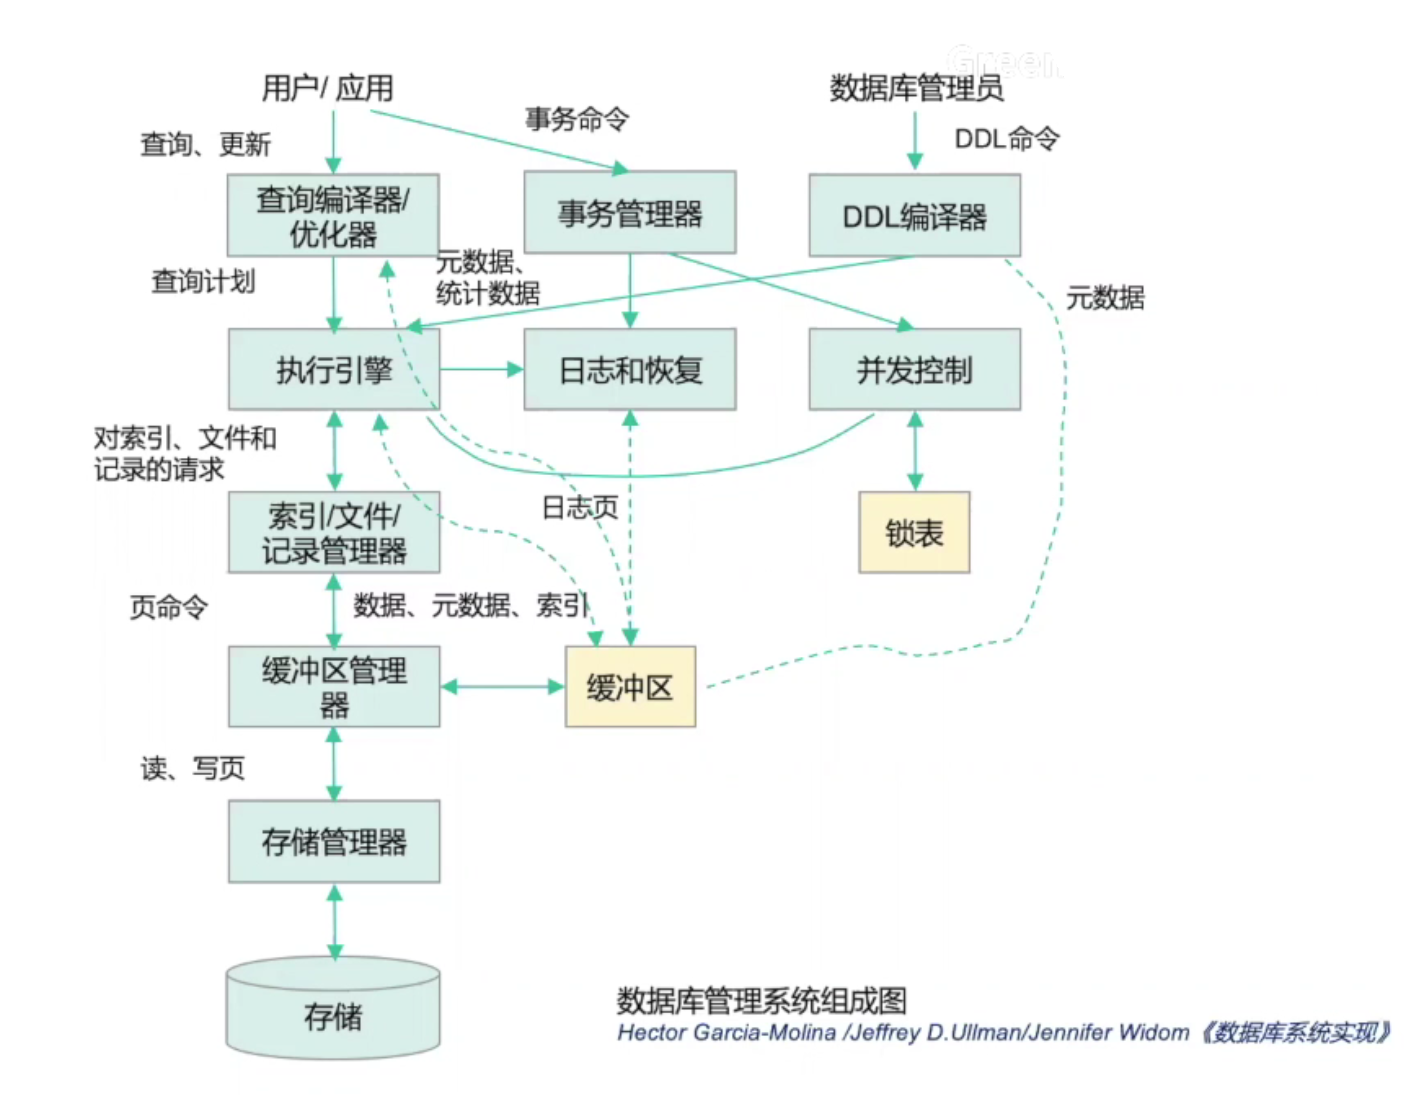 Green
用户/ 应用
数据库管理员
事务命令
DDL命令
查询、更新
查询编译器/
优化器
事务管理器
DDL编译器
元数据、
统计数据
查询计划
元数据
执行引擎
日志和恢复
并发控制
对索引、文件和
记录的请求
日志页
索引/文件/
记录管理器
锁表
页命令
数据、元数据、索引
缓冲区管理
器
缓冲区
读、写页
存储管理器
存储
数据库管理系统组成图
Hector Garcia-Molina /Jeffrey D.Ullman/Jennifer Widom《数据库系统实现》